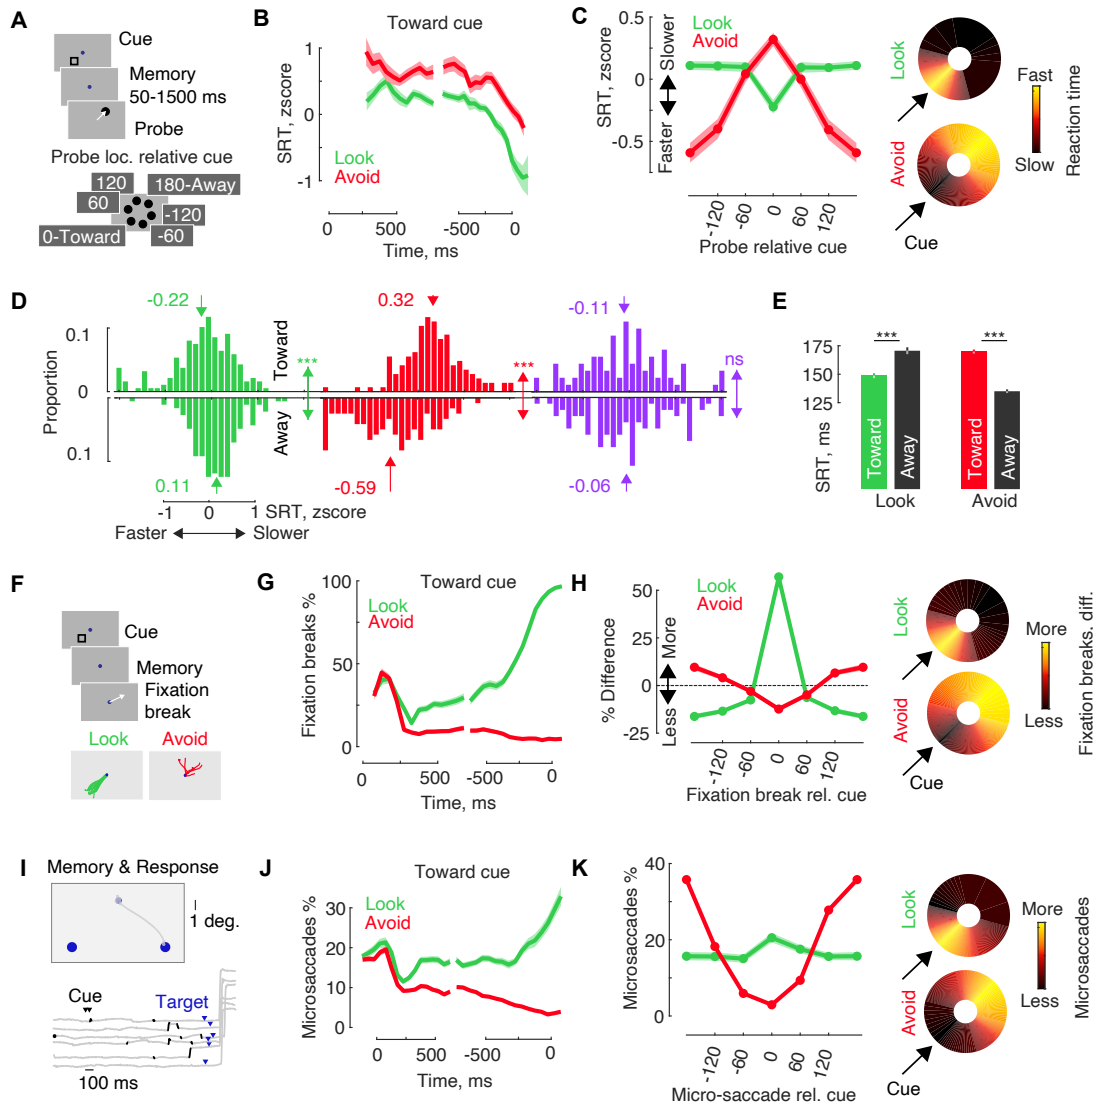 A
Cue
Memory
50-1500 ms
Probe
Probe loc. relative cue
120
180-Away
60
-120
0-Toward
-60
B
Toward cue
SRT, zscore
1
0
-1
Look
Avoid
0
500
-500
0
Time, ms
C
SRT, zscore
0.5
0
-0.5
Slower
Faster
Look
Avoid
-120
-60
0
60
120
Probe relative cue
Look
Avoid
Cue
Fast
Slow
Reaction time
D
Proportion
0.1
0
0.1
Toward
Away
-0.22
0.11
***
0.32
-0.59
***
-0.11
-0.06
ns
-1
0
1
SRT, zscore
Faster
Slower
E
SRT, ms
175
150
125
***
***
Toward
Away
Toward
Away
Look
Avoid
F
Cue
Memory
Fixation
break
Look
Avoid
G
Toward cue
Fixation breaks %
100
50
0
Look
Avoid
0
500
-500
0
Time, ms
H
% Difference
50
25
0
-25
More
Less
Look
Avoid
-120
-60
0
60
120
Fixation break rel. cue
Look
Avoid
Cue
More
Less
Fixation breaks. diff.
I
Memory & Response
1 deg.
Cue
Target
100 ms
J
Toward cue
Microsaccades %
30
20
10
0
Look
Avoid
0
500
-500
0
Time, ms
K
Microsaccades %
40
20
0
-120
-60
0
60
120
Micro-saccade rel. cue
Look
Avoid
Cue
More
Less
Microsaccades